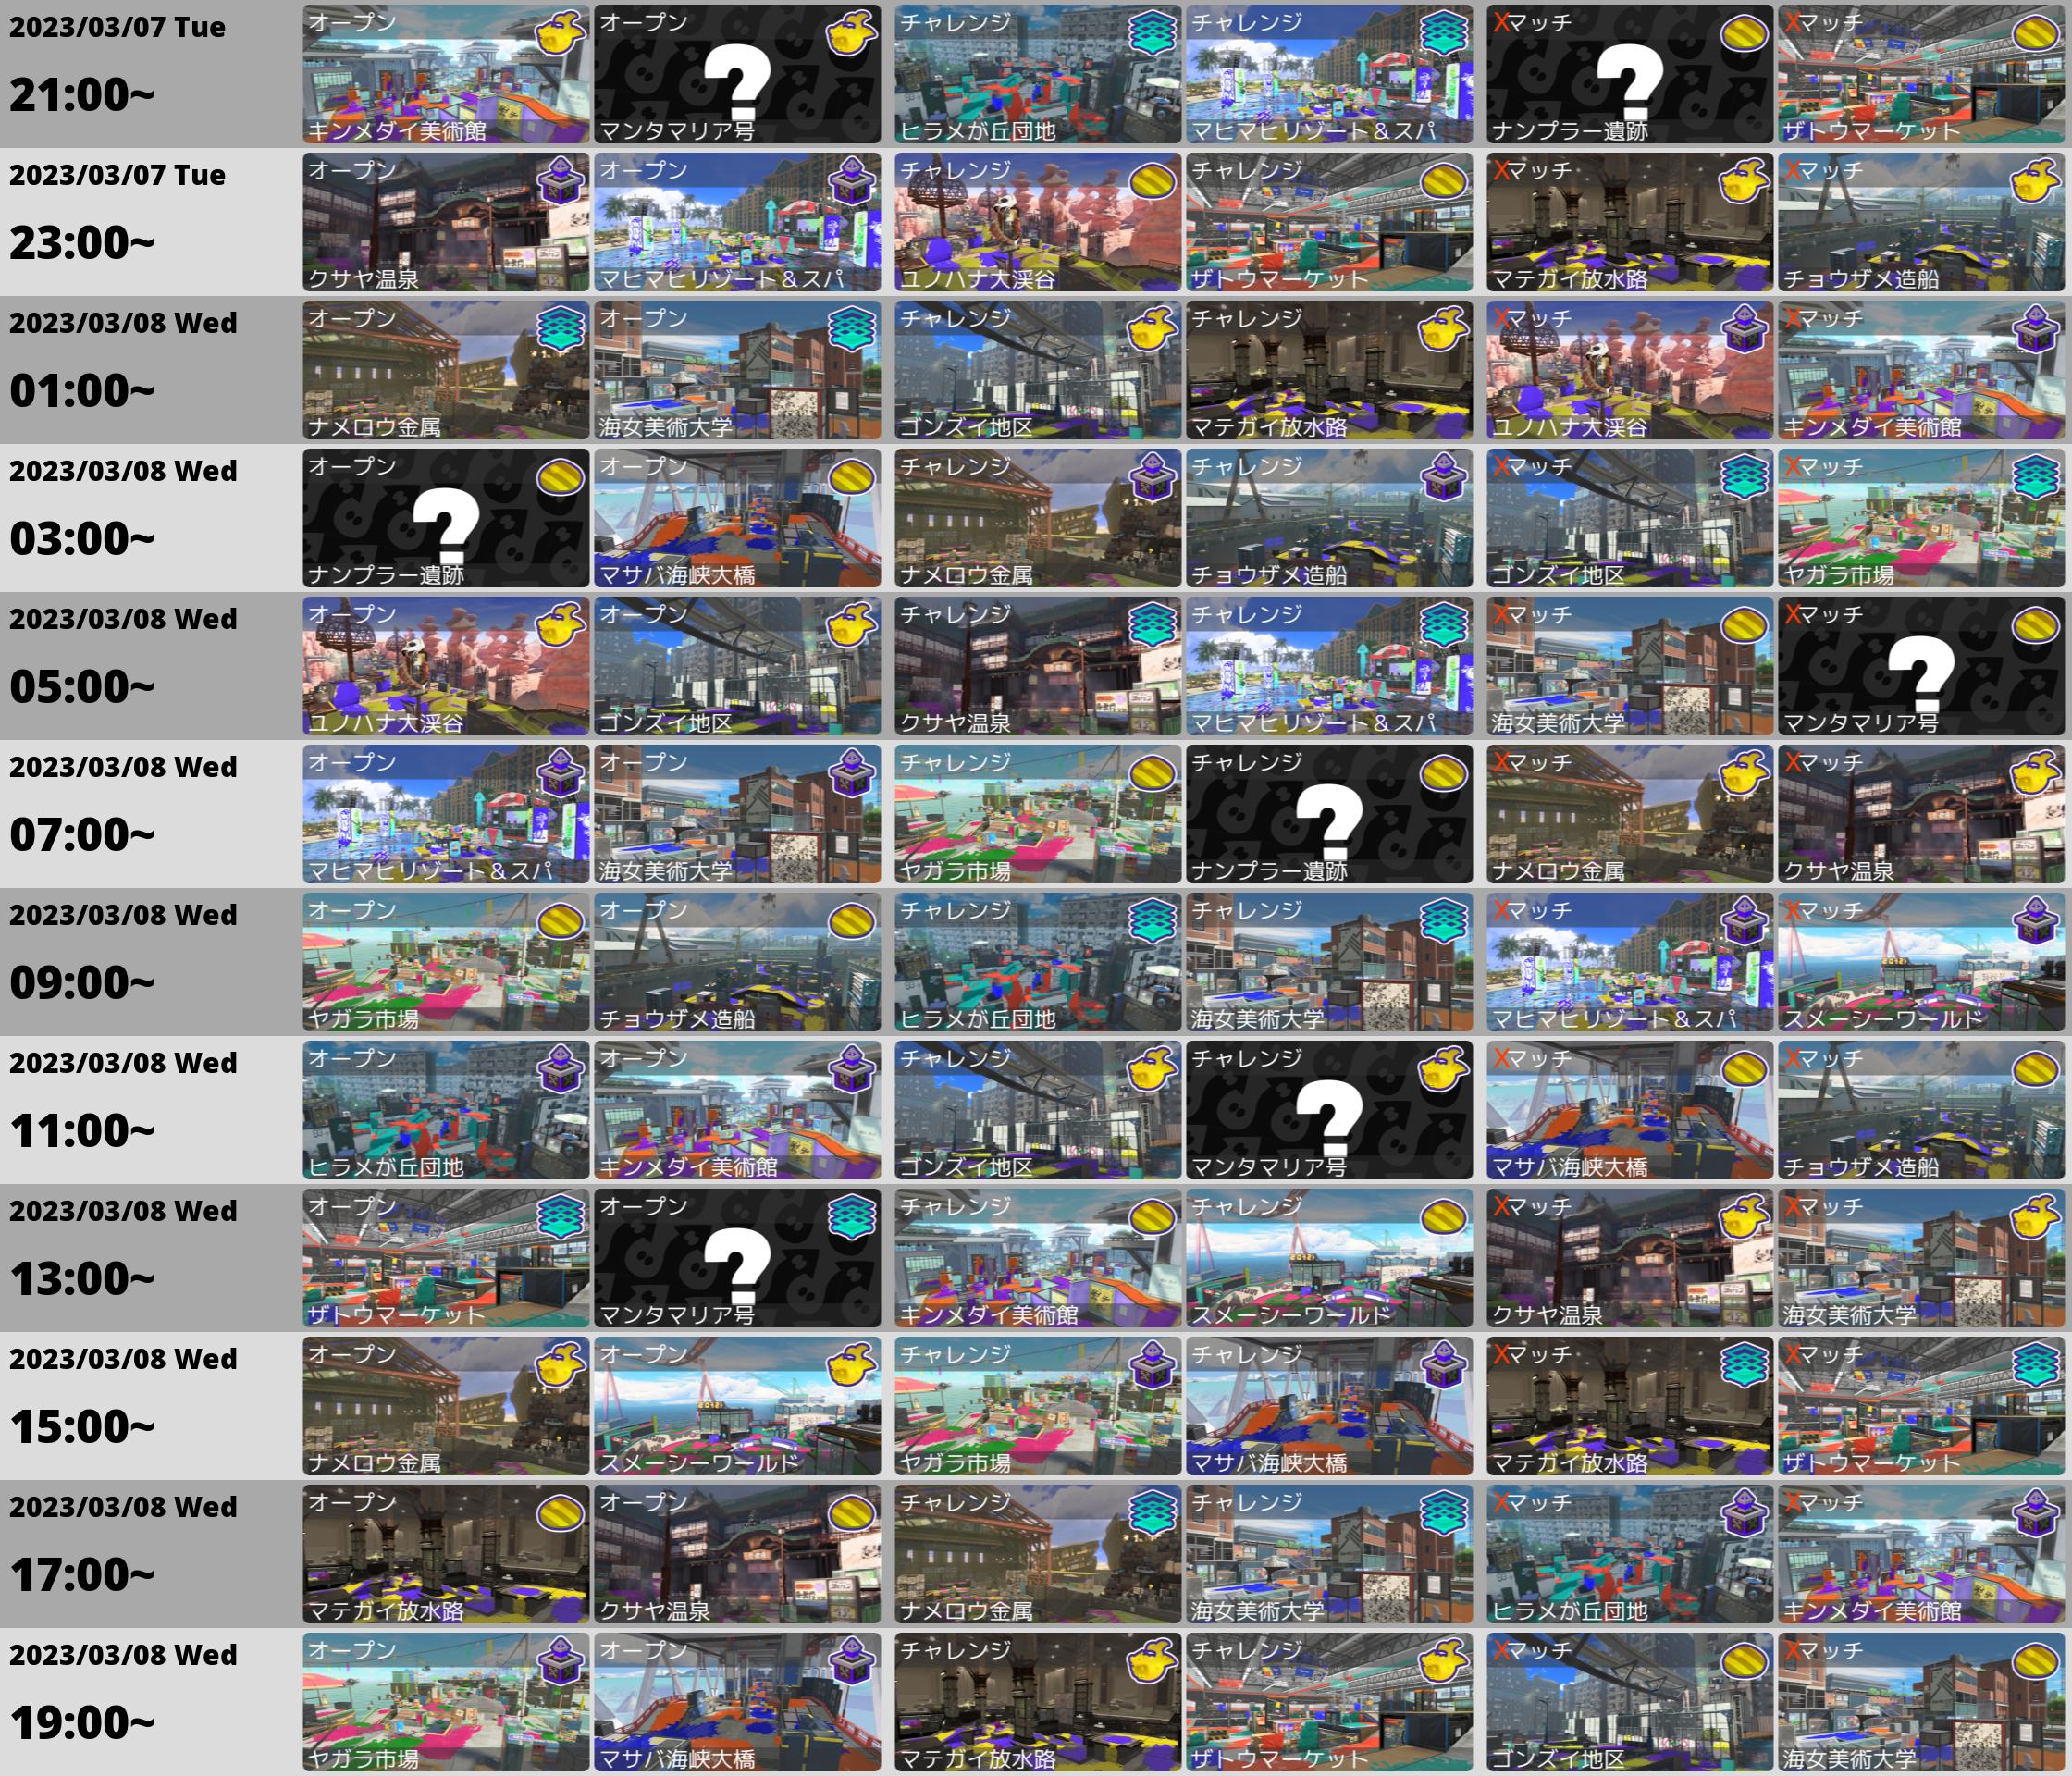 2023/03/07 Tue
21:00~
オープン
キンメダイ美術館
オープン
マンタマリア号
チャレンジ
ヒラメが丘団地
チャレンジ
マヒマヒリゾート＆スパ
Xマッチ
ナンプラー遺跡
Xマッチ
ザトウマーケット
2023/03/07 Tue
23:00~
オープン
クサヤ温泉
オープン
マヒマヒリゾート＆スパ
チャレンジ
ユノハナ大渓谷
チャレンジ
ザトウマーケット
Xマッチ
マテガイ放水路
Xマッチ
チョウザメ造船
2023/03/08 Wed
01:00~
オープン
ナメロウ金属
オープン
海女美術大学
チャレンジ
ゴンズイ地区
チャレンジ
マテガイ放水路
Xマッチ
ユノハナ大渓谷
Xマッチ
キンメダイ美術館
2023/03/08 Wed
03:00~
オープン
ナンプラー遺跡
オープン
マサバ海峡大橋
チャレンジ
ナメロウ金属
チャレンジ
チョウザメ造船
Xマッチ
ゴンズイ地区
Xマッチ
ヤガラ市場
2023/03/08 Wed
05:00~
オープン
ユノハナ大渓谷
オープン
ゴンズイ地区
チャレンジ
クサヤ温泉
チャレンジ
マヒマヒリゾート＆スパ
Xマッチ
海女美術大学
Xマッチ
マンタマリア号
2023/03/08 Wed
07:00~
オープン
マヒマヒリゾート＆スパ
オープン
海女美術大学
チャレンジ
ヤガラ市場
チャレンジ
ナンプラー遺跡
Xマッチ
ナメロウ金属
Xマッチ
クサヤ温泉
2023/03/08 Wed
09:00~
オープン
ヤガラ市場
オープン
チョウザメ造船
チャレンジ
ヒラメが丘団地
チャレンジ
海女美術大学
Xマッチ
マヒマヒリゾート＆スパ
Xマッチ
スメーシーワールド
2023/03/08 Wed
11:00~
オープン
ヒラメが丘団地
オープン
キンメダイ美術館
チャレンジ
ゴンズイ地区
チャレンジ
マンタマリア号
Xマッチ
マサバ海峡大橋
Xマッチ
チョウザメ造船
2023/03/08 Wed
13:00~
オープン
ザトウマーケット
オープン
マンタマリア号
チャレンジ
キンメダイ美術館
チャレンジ
スメーシーワールド
Xマッチ
クサヤ温泉
Xマッチ
海女美術大学
2023/03/08 Wed
15:00~
オープン
ナメロウ金属
オープン
スメーシーワールド
チャレンジ
ヤガラ市場
チャレンジ
マサバ海峡大橋
Xマッチ
マテガイ放水路
Xマッチ
ザトウマーケット
2023/03/08 Wed
17:00~
オープン
マテガイ放水路
オープン
クサヤ温泉
チャレンジ
ナメロウ金属
チャレンジ
海女美術大学
Xマッチ
ヒラメが丘団地
Xマッチ
キンメダイ美術館
2023/03/08 Wed
19:00~
オープン
ヤガラ市場
オープン
マサバ海峡大橋
チャレンジ
マテガイ放水路
チャレンジ
ザトウマーケット
Xマッチ
ゴンズイ地区
Xマッチ
海女美術大学